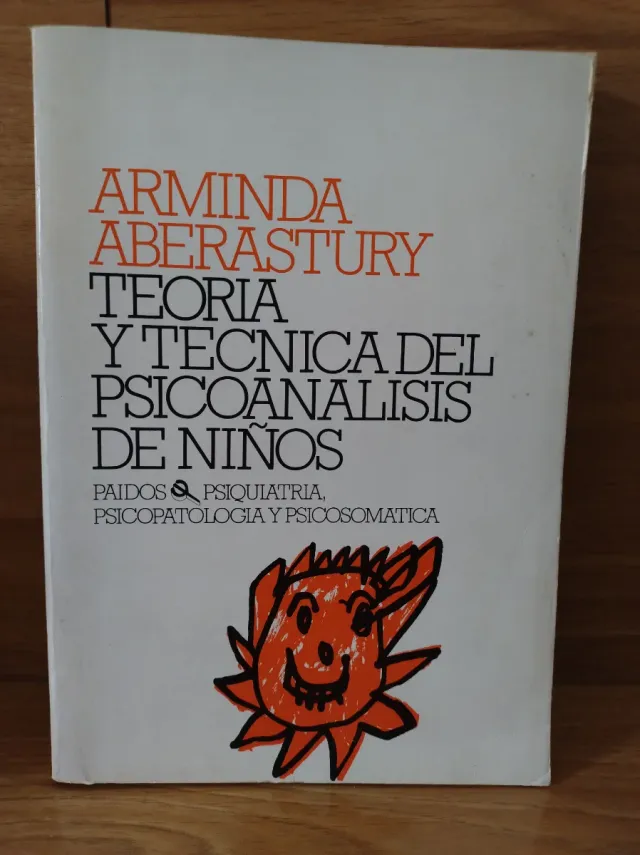 ARMINDA
ABERASTURY
TEORIA
Y TECNICA DEL
PSICOANALISIS
DE NIÑOS
PAIDOS PSIQUIATRIA,
PSICOPATOLOGIA Y PSICOSOMATICA